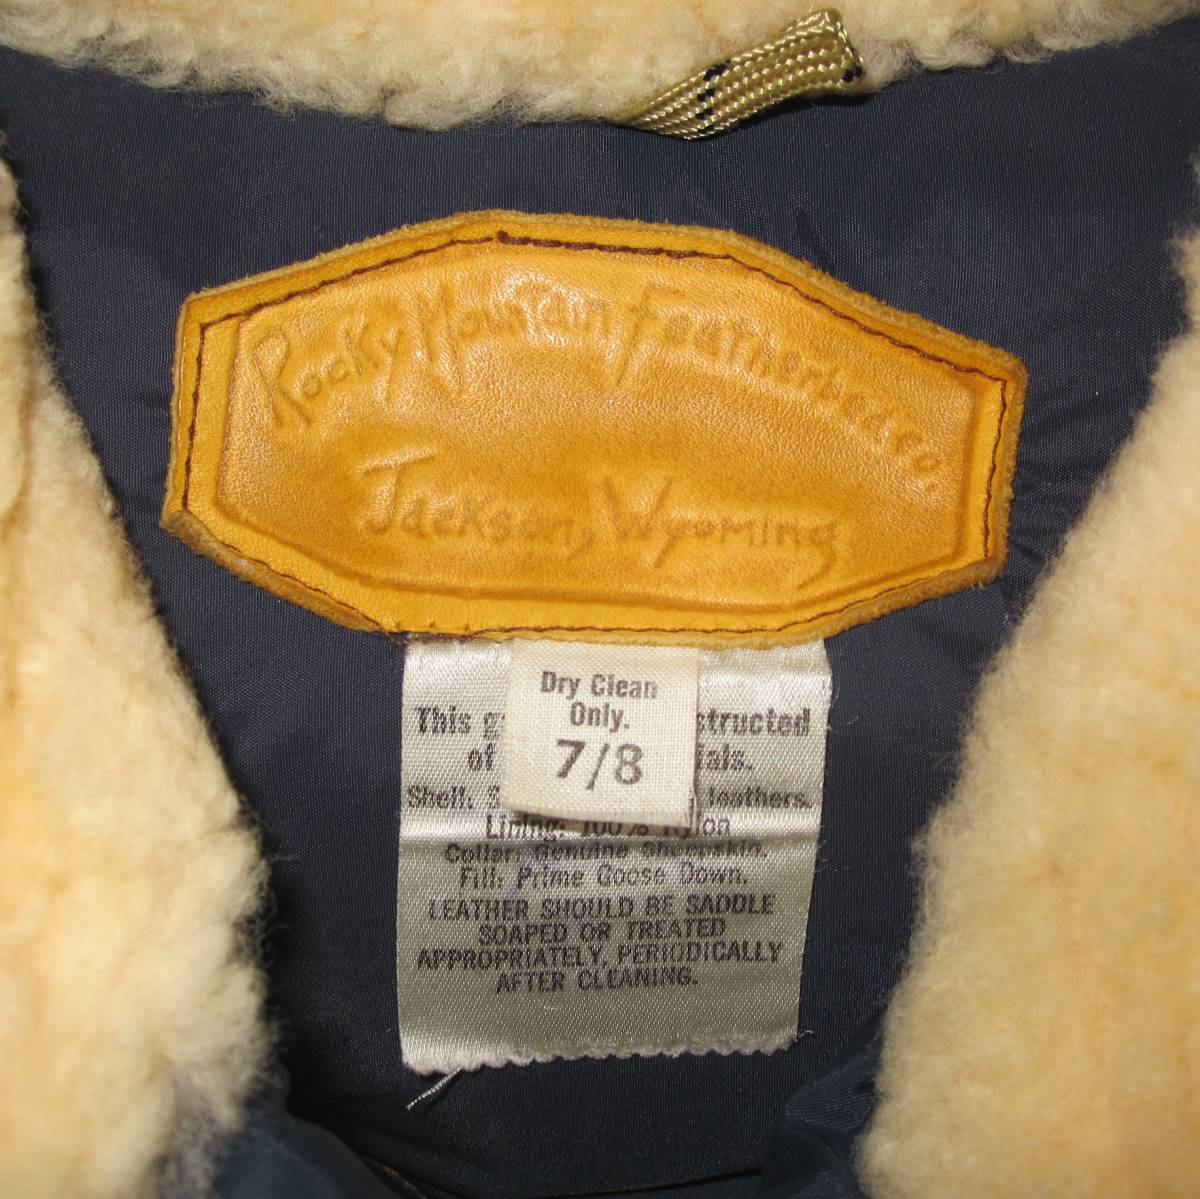 Rocky Mountain Featherbed Co.
Jackson, Wyoming
Dry Clean
Only.
7/8
This
structed
of
ials.
Shell: leathers.
Lining: 100% Nylon
Collar: Genuine Sheepskin.
Fill: Prime Goose Down.
LEATHER SHOULD BE SADDLE
SOAPED OR TREATED
APPROPRIATELY, PERIODICALLY
AFTER CLEANING.